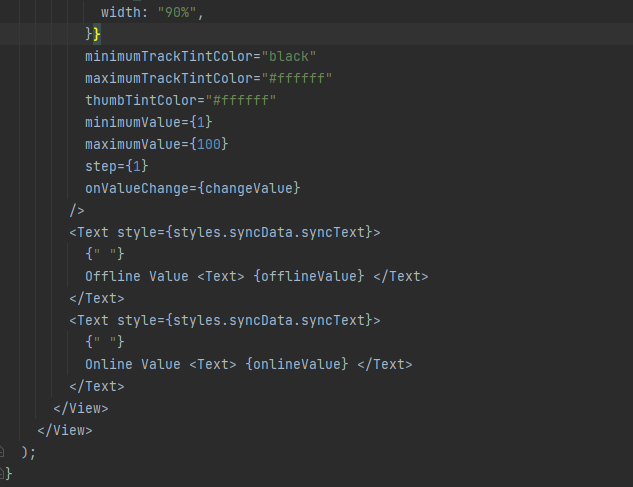 width: "90%",
}}
minimumTrackTintColor="black"
maximumTrackTintColor="#ffffff"
thumbTintColor="#ffffff"
minimumValue={1}
maximumValue={100}
step={1}
onValueChange={changeValue}
/>
<Text style={styles.syncData.syncText}>
{" "}
Offline Value <Text> {offlineValue} </Text>
</Text>
<Text style={styles.syncData.syncText}>
{" "}
Online Value <Text> {onlineValue} </Text>
</Text>
</View>
</View>
);
}